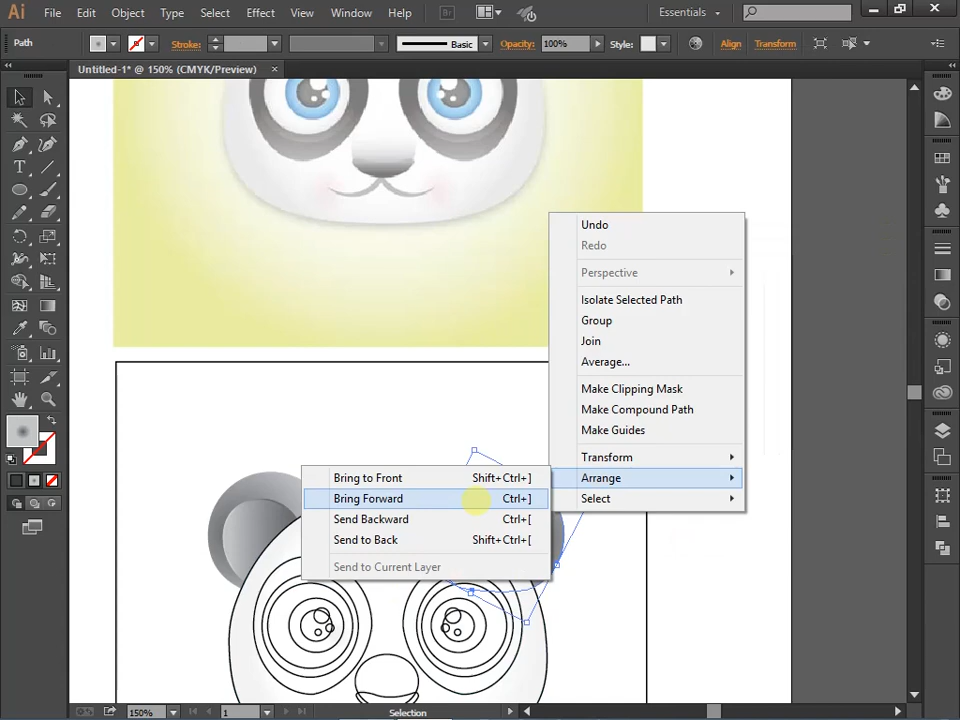 Ai File Edit Object Type Select Effect View Window Help Br Essentials
Path Stroke: Basic Opacity: 100% Style: Align Transform
Untitled-1* @ 150% (CMYK/Preview) ×
Undo
Redo
Perspective
Isolate Selected Path
Group
Join
Average...
Make Clipping Mask
Make Compound Path
Make Guides
Transform
Arrange
Select
Bring to Front Shift+Ctrl+]
Bring Forward Ctrl+]
Send Backward Ctrl+[
Send to Back Shift+Ctrl+[
Send to Current Layer
150% 1 Selection